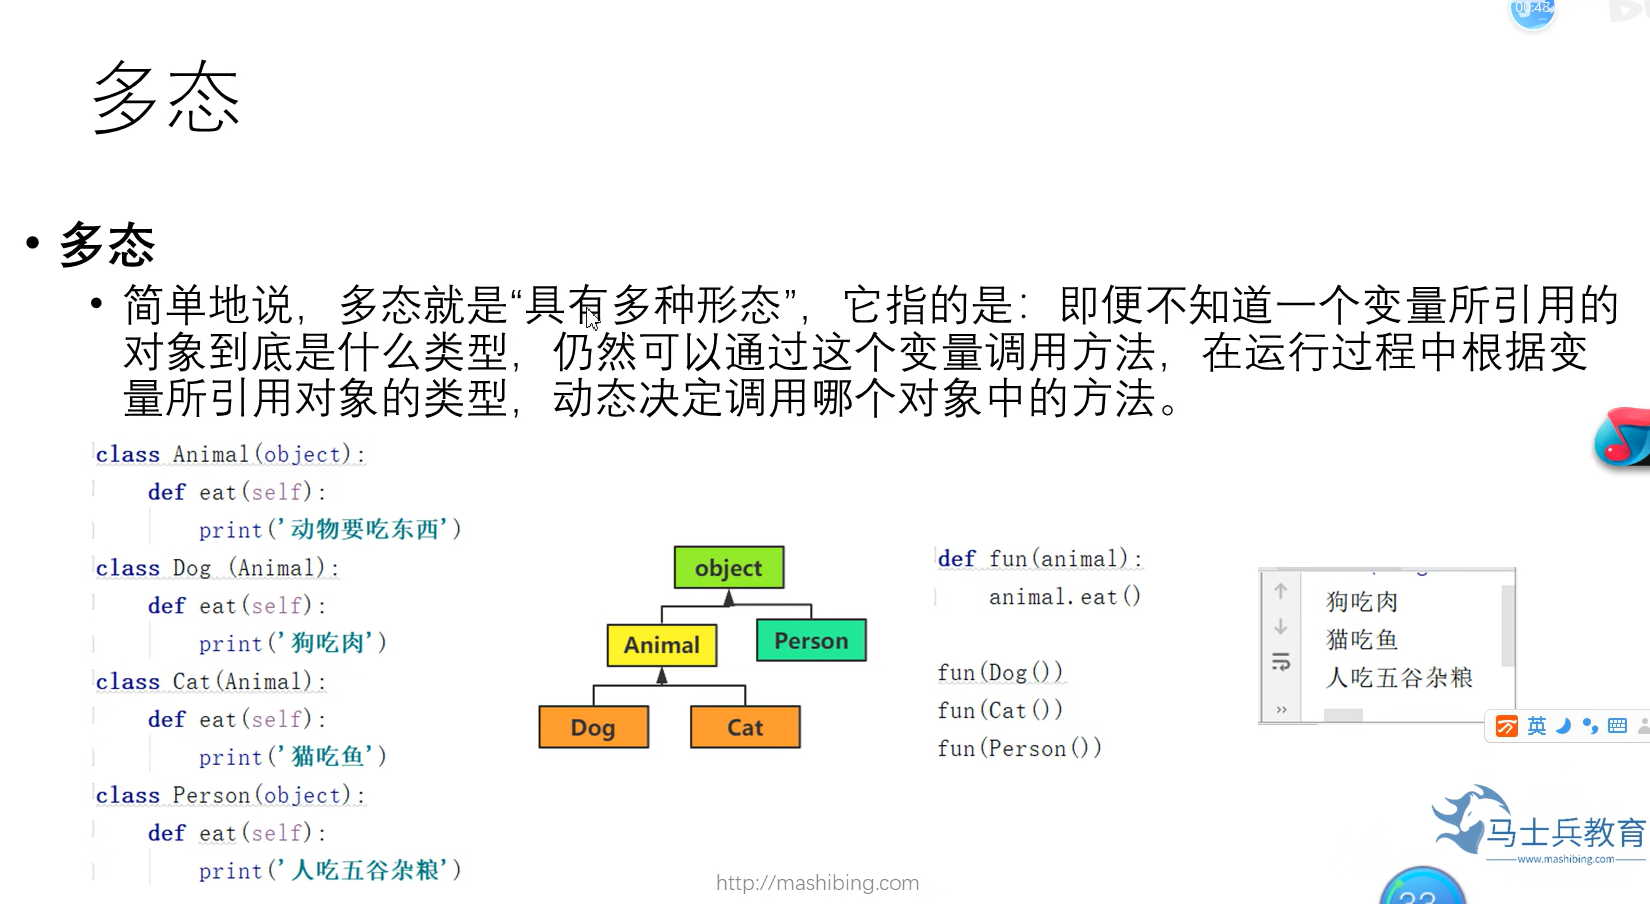 00:48
多态
• 多态
• 简单地说，多态就是“具有多种形态”，它指的是：即便不知道一个变量所引用的
对象到底是什么类型，仍然可以通过这个变量调用方法，在运行过程中根据变
量所引用对象的类型，动态决定调用哪个对象中的方法。
class Animal(object):
    def eat(self):
        print('动物要吃东西')
class Dog (Animal):
    def eat(self):
        print('狗吃肉')
class Cat(Animal):
    def eat(self):
        print('猫吃鱼')
class Person(object):
    def eat(self):
        print('人吃五谷杂粮')
object
Animal
Person
Dog
Cat
def fun(animal):
    animal.eat()
fun(Dog())
fun(Cat())
fun(Person())
狗吃肉
猫吃鱼
人吃五谷杂粮
英
马士兵教育
www.mashibing.com
http://mashibing.com